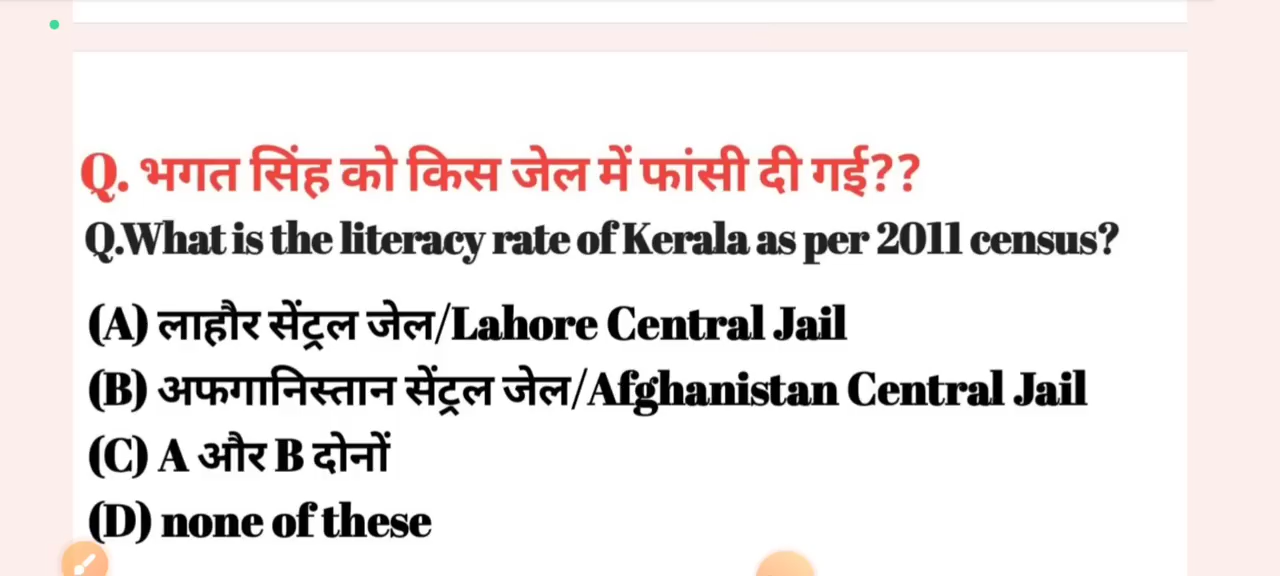 Q. भगत सिंह को किस जेल में फांसी दी गई??
Q.What is the literacy rate of Kerala as per 2011 census?
(A) लाहौर सेंट्रल जेल/Lahore Central Jail
(B) अफगानिस्तान सेंट्रल जेल/Afghanistan Central Jail
(C) A और B दोनों
(D) none of these